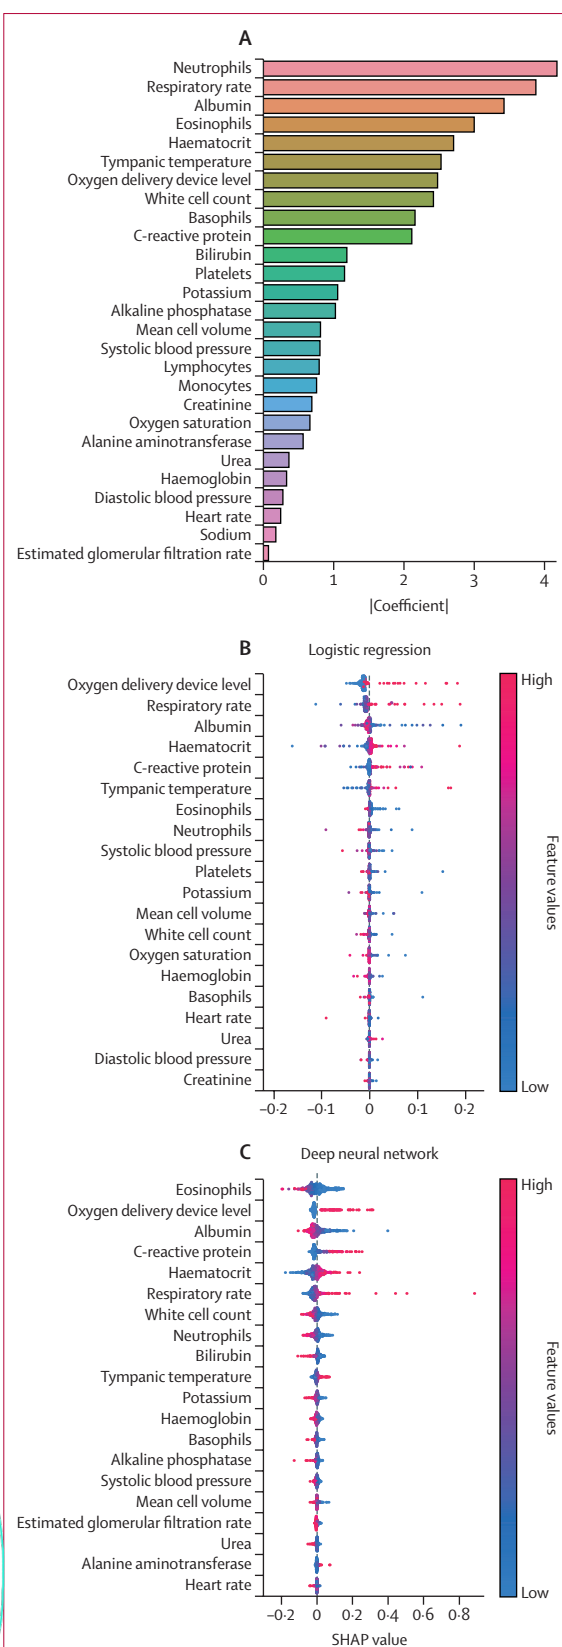 A
Neutrophils
Respiratory rate
Albumin
Eosinophils
Haematocrit
Tympanic temperature
Oxygen delivery device level
White cell count
Basophils
C-reactive protein
Bilirubin
Platelets
Potassium
Alkaline phosphatase
Mean cell volume
Systolic blood pressure
Lymphocytes
Monocytes
Creatinine
Oxygen saturation
Alanine aminotransferase
Urea
Haemoglobin
Diastolic blood pressure
Heart rate
Sodium
Estimated glomerular filtration rate
0 1 2 3 4
|Coefficient|
B Logistic regression
Oxygen delivery device level
Respiratory rate
Albumin
Haematocrit
C-reactive protein
Tympanic temperature
Eosinophils
Neutrophils
Systolic blood pressure
Platelets
Potassium
Mean cell volume
White cell count
Oxygen saturation
Haemoglobin
Basophils
Heart rate
Urea
Diastolic blood pressure
Creatinine
−0·2 −0·1 0 0·1 0·2
High
Feature values
Low
C Deep neural network
Eosinophils
Oxygen delivery device level
Albumin
C-reactive protein
Haematocrit
Respiratory rate
White cell count
Neutrophils
Bilirubin
Tympanic temperature
Potassium
Haemoglobin
Basophils
Alkaline phosphatase
Systolic blood pressure
Mean cell volume
Estimated glomerular filtration rate
Urea
Alanine aminotransferase
Heart rate
−0·2 0 0·2 0·4 0·6 0·8
SHAP value
High
Feature values
Low